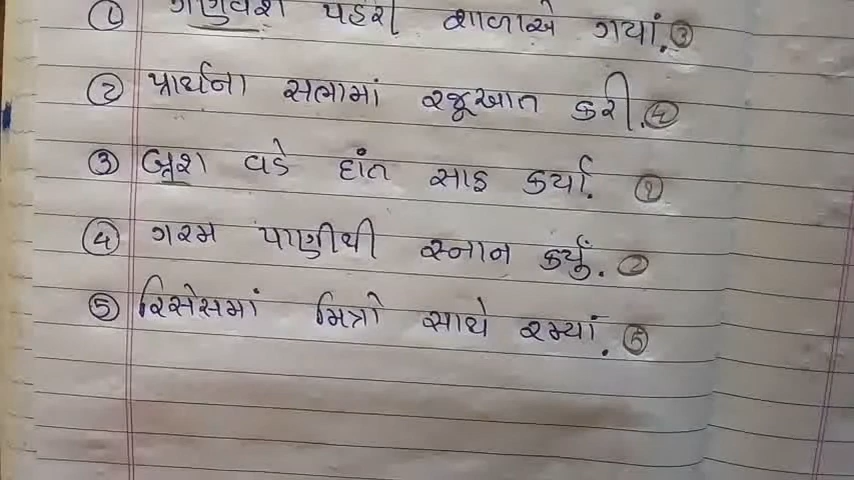 ① ગણવેશ પહેરી શાળાએ ગયાં. ③
② પ્રાર્થના સભામાં રજૂઆત કરી. ④
③ બ્રશ વડે દાંત સાફ કર્યા. ①
④ ગરમ પાણીથી સ્નાન કર્યું. ②
⑤ રિસેસમાં મિત્રો સાથે રમ્યાં. ⑤